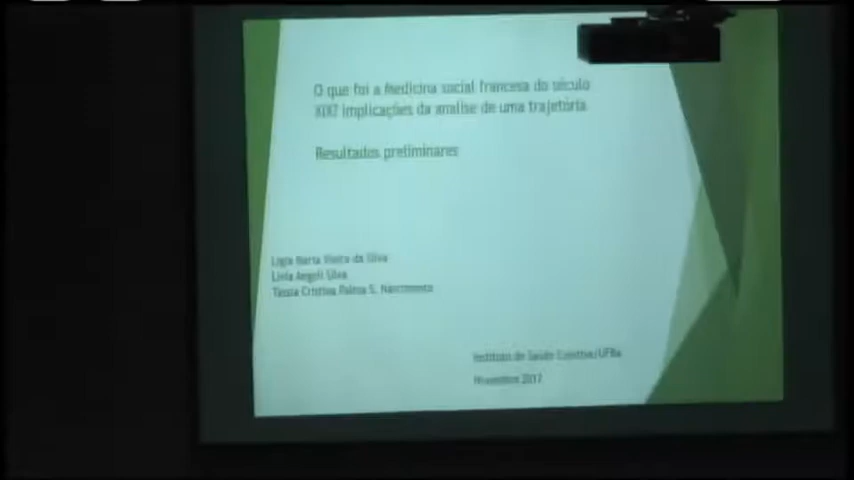 O que foi a Medicina social francesa do século
XIX? implicações da analise de uma trajetória
Resultados preliminares
Ligia Maria Vieira da Silva
Livia Angeli Silva
Tássia Cristina Palma S. Nascimento
Instituto de Saúde Coletiva/UFBa
Novembro 2017